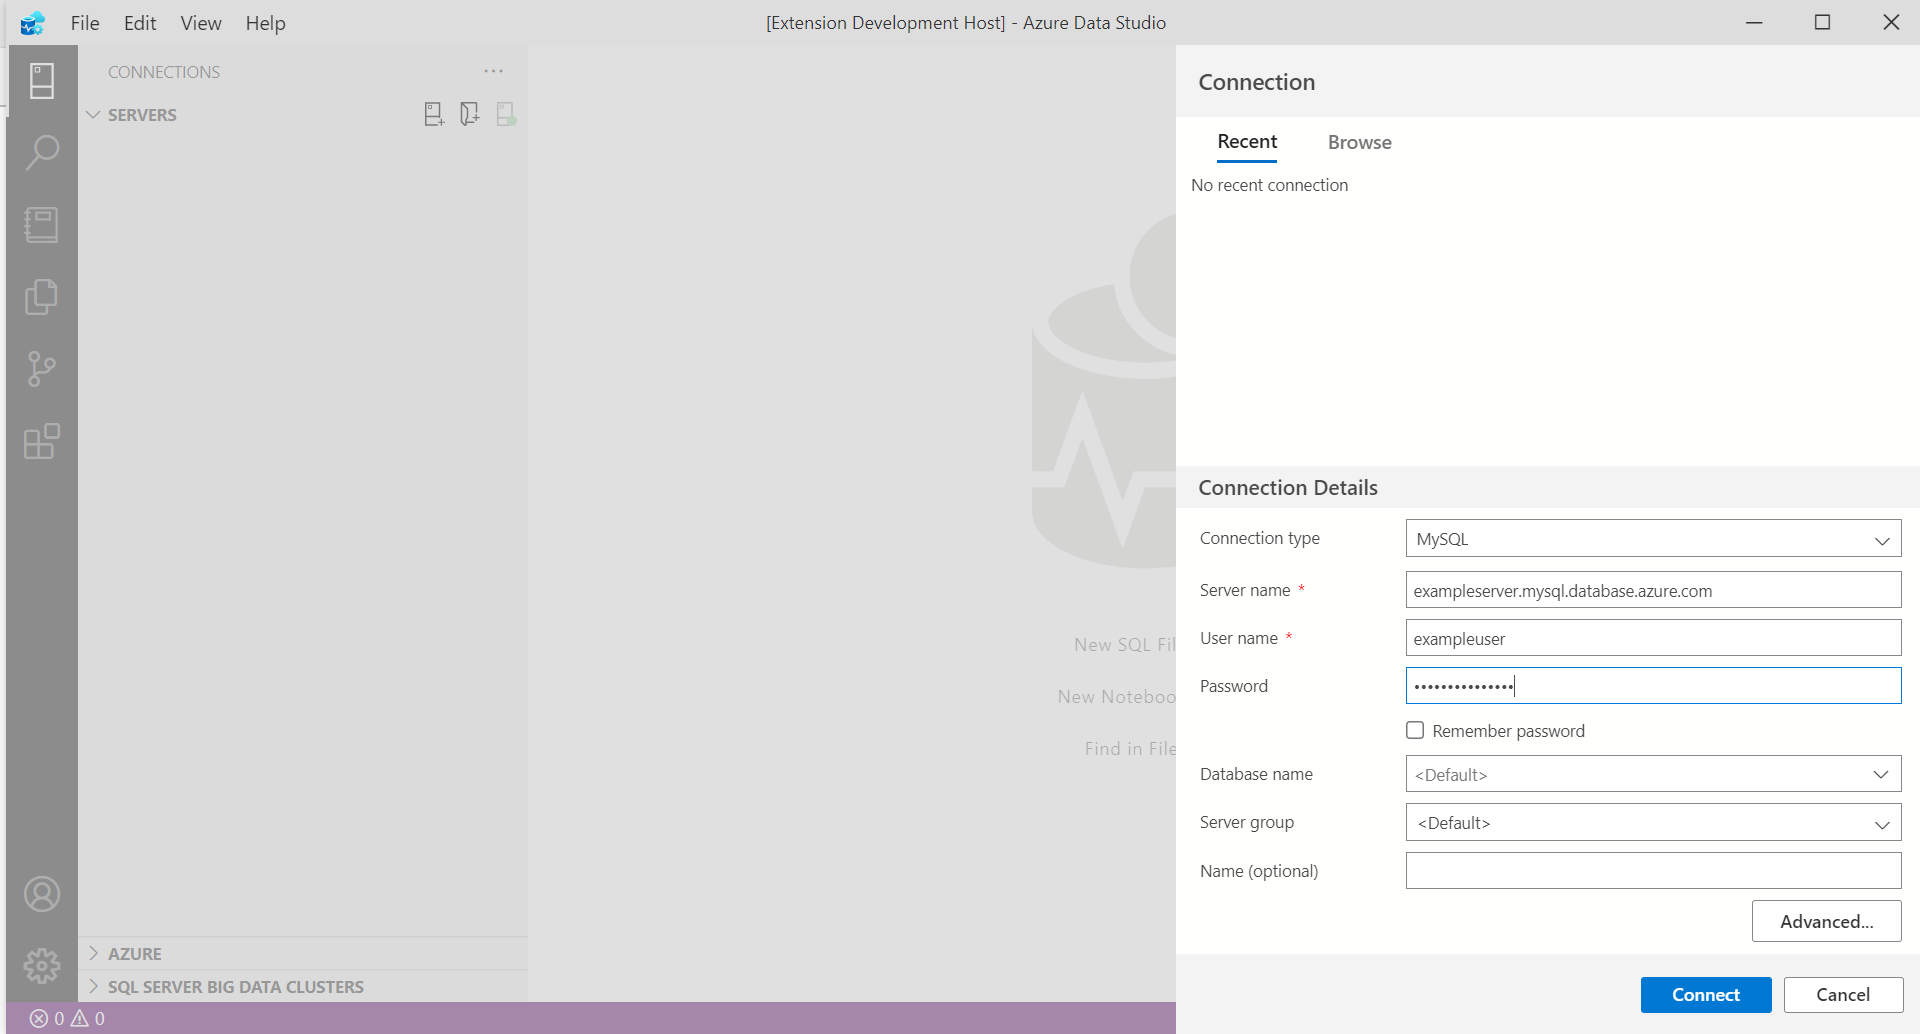 File Edit View Help
[Extension Development Host] - Azure Data Studio
CONNECTIONS
SERVERS
New SQL Fil
New Noteboo
Find in File
AZURE
SQL SERVER BIG DATA CLUSTERS
0 0
Connection
Recent Browse
No recent connection
Connection Details
Connection type MySQL
Server name * exampleserver.mysql.database.azure.com
User name * exampleuser
Password •••••••••••••••
Remember password
Database name <Default>
Server group <Default>
Name (optional)
Advanced...
Connect Cancel